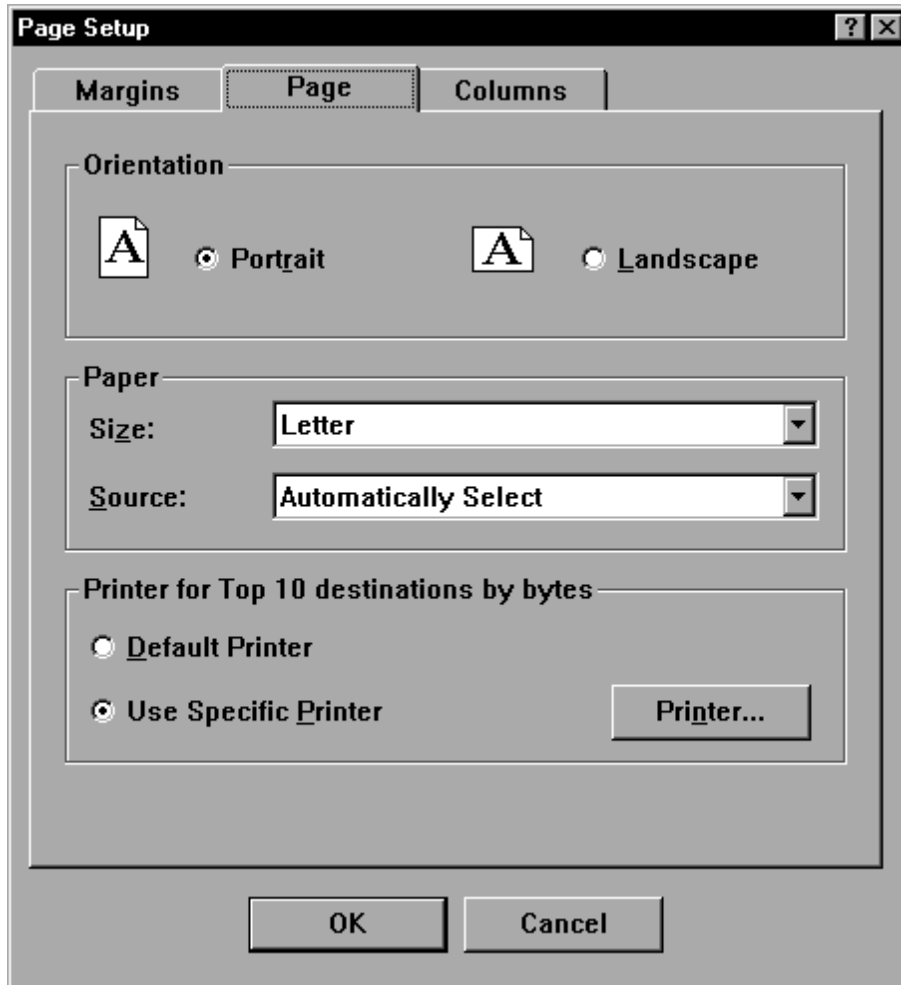 Page Setup
Margins Page Columns
Orientation
A Portrait A Landscape
Paper
Size: Letter
Source: Automatically Select
Printer for Top 10 destinations by bytes
Default Printer
Use Specific Printer Printer...
OK Cancel